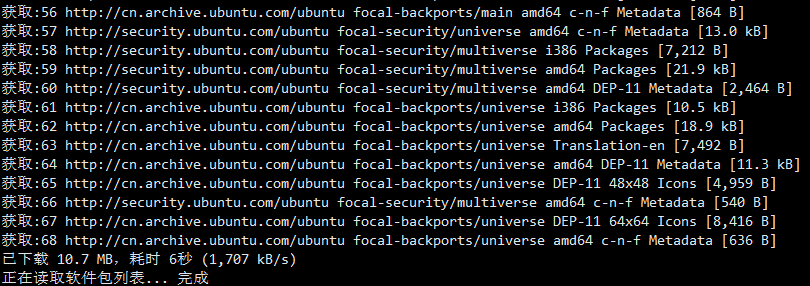 获取:56 http://cn.archive.ubuntu.com/ubuntu focal-backports/main amd64 c-n-f Metadata [864 B]
获取:57 http://security.ubuntu.com/ubuntu focal-security/universe amd64 c-n-f Metadata [13.0 kB]
获取:58 http://security.ubuntu.com/ubuntu focal-security/multiverse i386 Packages [7,212 B]
获取:59 http://security.ubuntu.com/ubuntu focal-security/multiverse amd64 Packages [21.9 kB]
获取:60 http://security.ubuntu.com/ubuntu focal-security/multiverse amd64 DEP-11 Metadata [2,464 B]
获取:61 http://cn.archive.ubuntu.com/ubuntu focal-backports/universe i386 Packages [10.5 kB]
获取:62 http://cn.archive.ubuntu.com/ubuntu focal-backports/universe amd64 Packages [18.9 kB]
获取:63 http://cn.archive.ubuntu.com/ubuntu focal-backports/universe Translation-en [7,492 B]
获取:64 http://cn.archive.ubuntu.com/ubuntu focal-backports/universe amd64 DEP-11 Metadata [11.3 kB]
获取:65 http://cn.archive.ubuntu.com/ubuntu focal-backports/universe DEP-11 48x48 Icons [4,959 B]
获取:66 http://security.ubuntu.com/ubuntu focal-security/multiverse amd64 c-n-f Metadata [540 B]
获取:67 http://cn.archive.ubuntu.com/ubuntu focal-backports/universe DEP-11 64x64 Icons [8,416 B]
获取:68 http://cn.archive.ubuntu.com/ubuntu focal-backports/universe amd64 c-n-f Metadata [636 B]
已下载 10.7 MB，耗时 6秒 (1,707 kB/s)
正在读取软件包列表... 完成